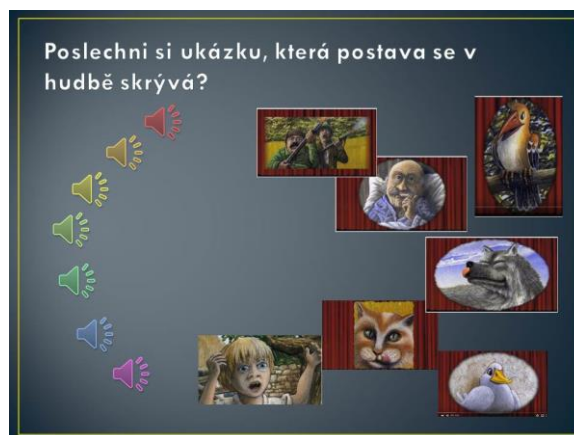 Poslechni si ukázku, která postava se v
hudbě skrývá?